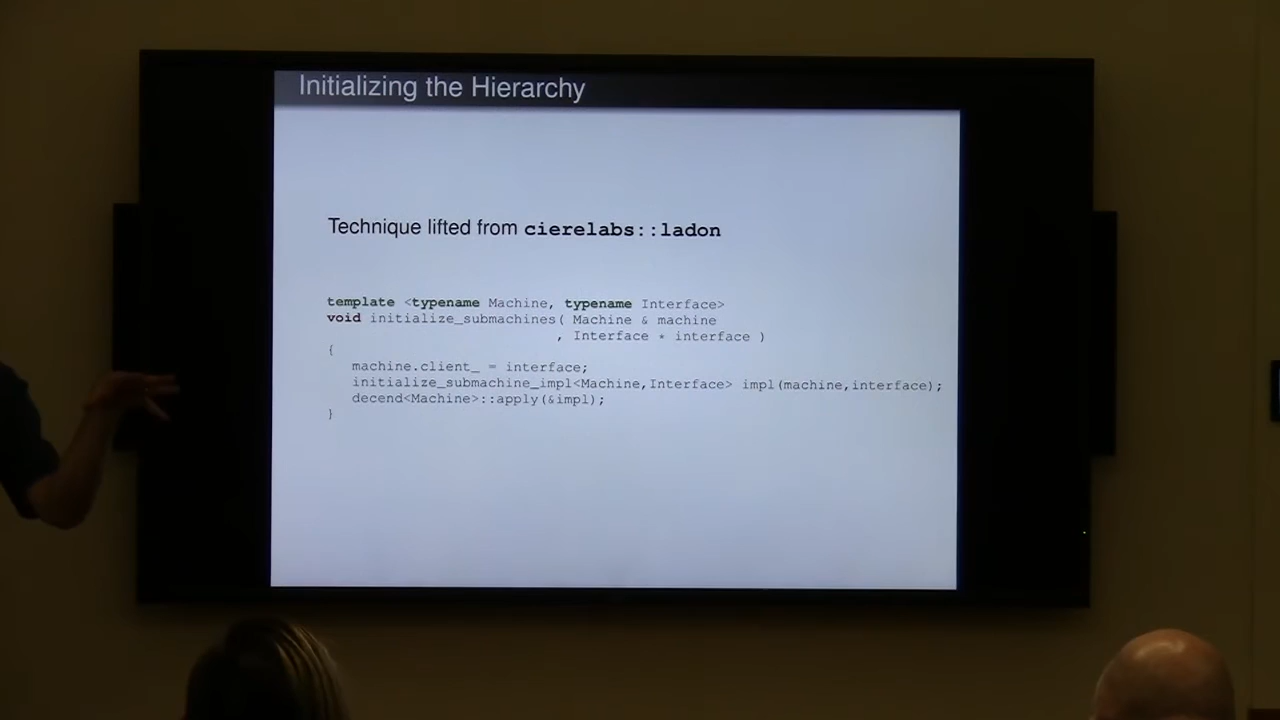 Initializing the Hierarchy
Technique lifted from cierelabs::ladon
template <typename Machine, typename Interface>
void initialize_submachines( Machine & machine
, Interface * interface )
{
machine.client_ = interface;
initialize_submachine_impl<Machine,Interface> impl(machine,interface);
decend<Machine>::apply(&impl);
}